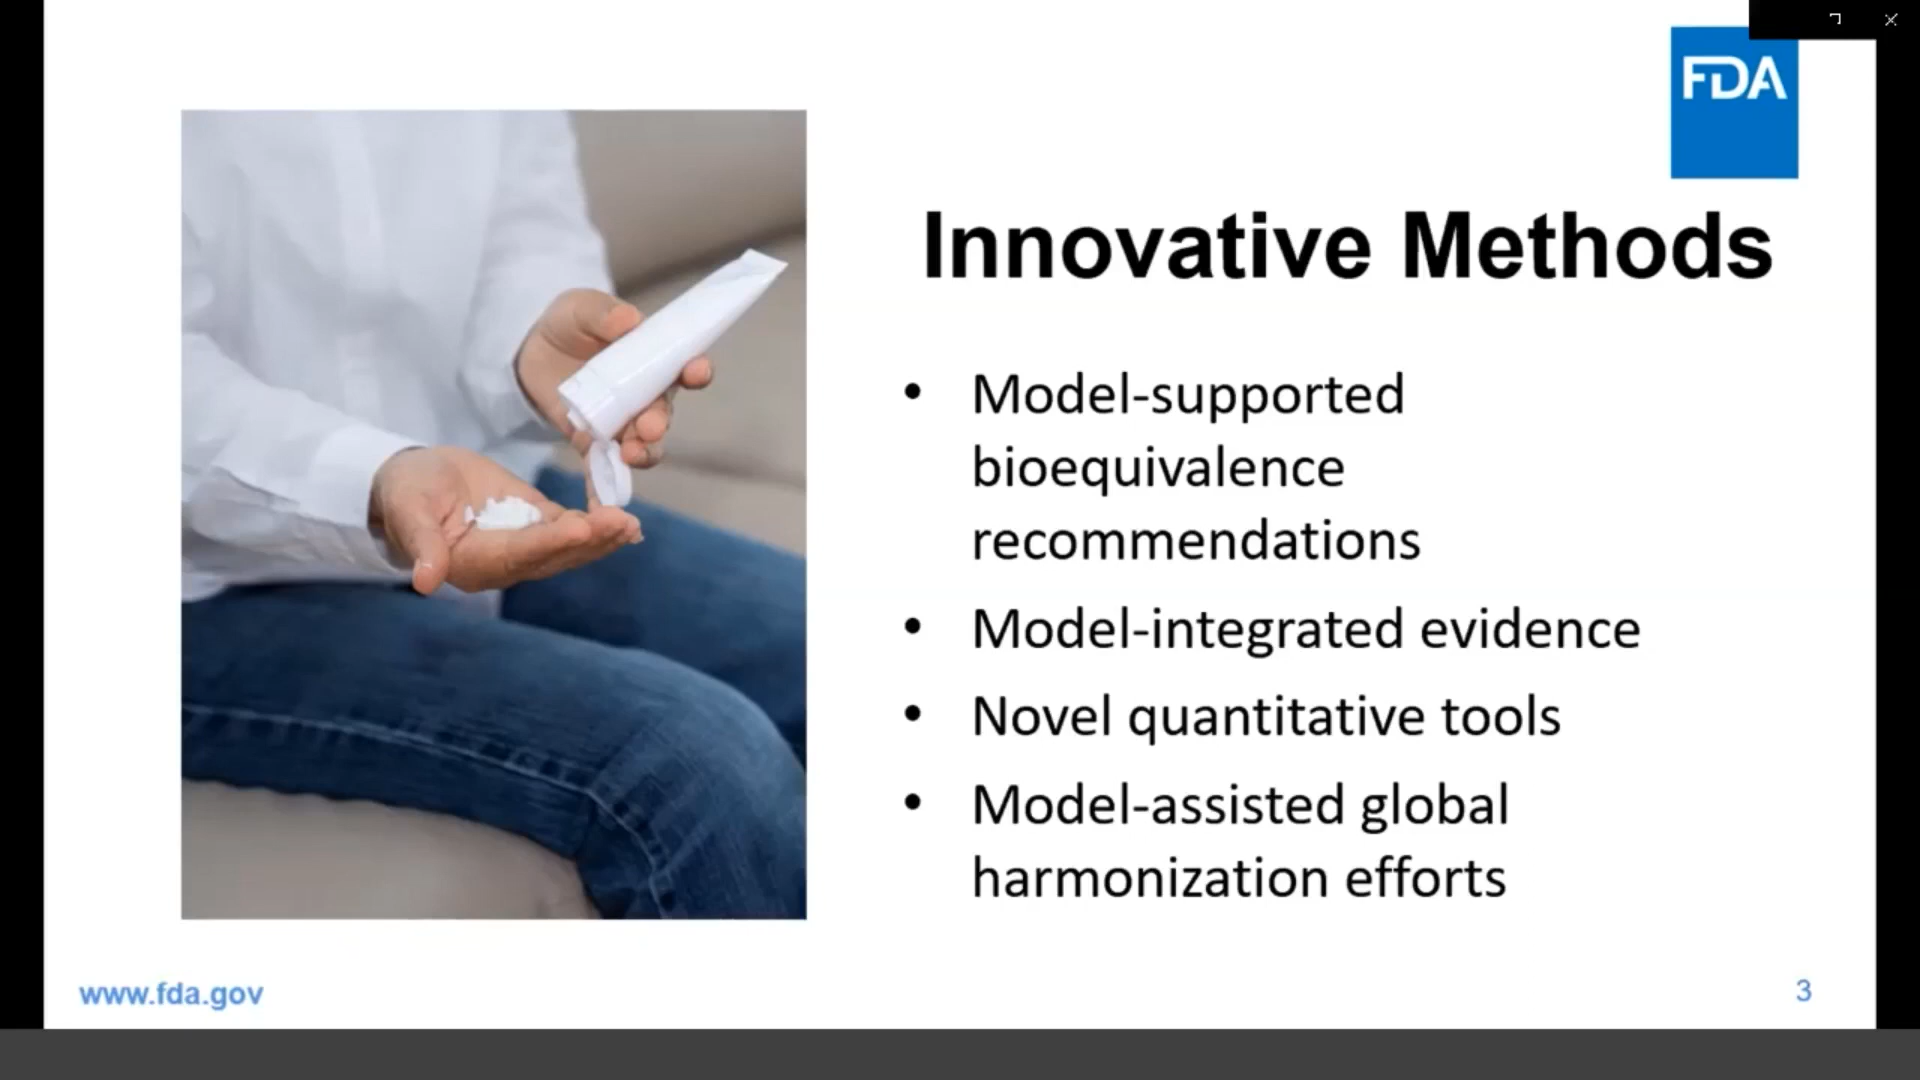 FDA
Innovative Methods
• Model-supported
bioequivalence
recommendations
• Model-integrated evidence
• Novel quantitative tools
• Model-assisted global
harmonization efforts
www.fda.gov
3